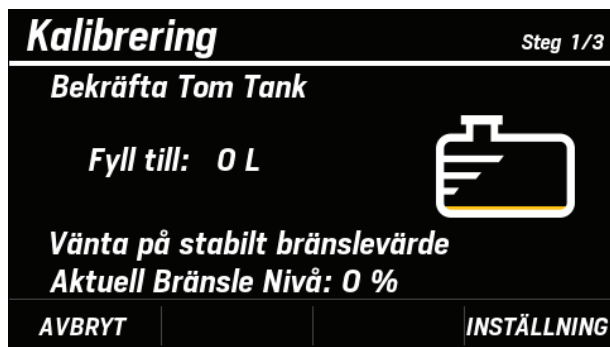 Kalibrering
Steg 1/3
Bekräfta Tom Tank
Fyll till: 0 L
Vänta på stabilt bränslevärde
Aktuell Bränsle Nivå: 0 %
AVBRYT
INSTÄLLNING